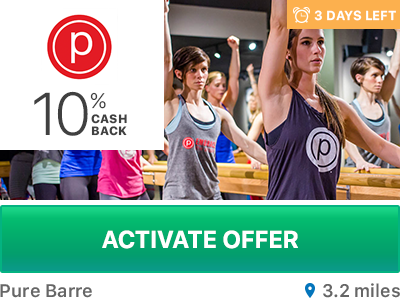 3 DAYS LEFT
p
10%
CASH
BACK
p
ACTIVATE OFFER
Pure Barre
3.2 miles